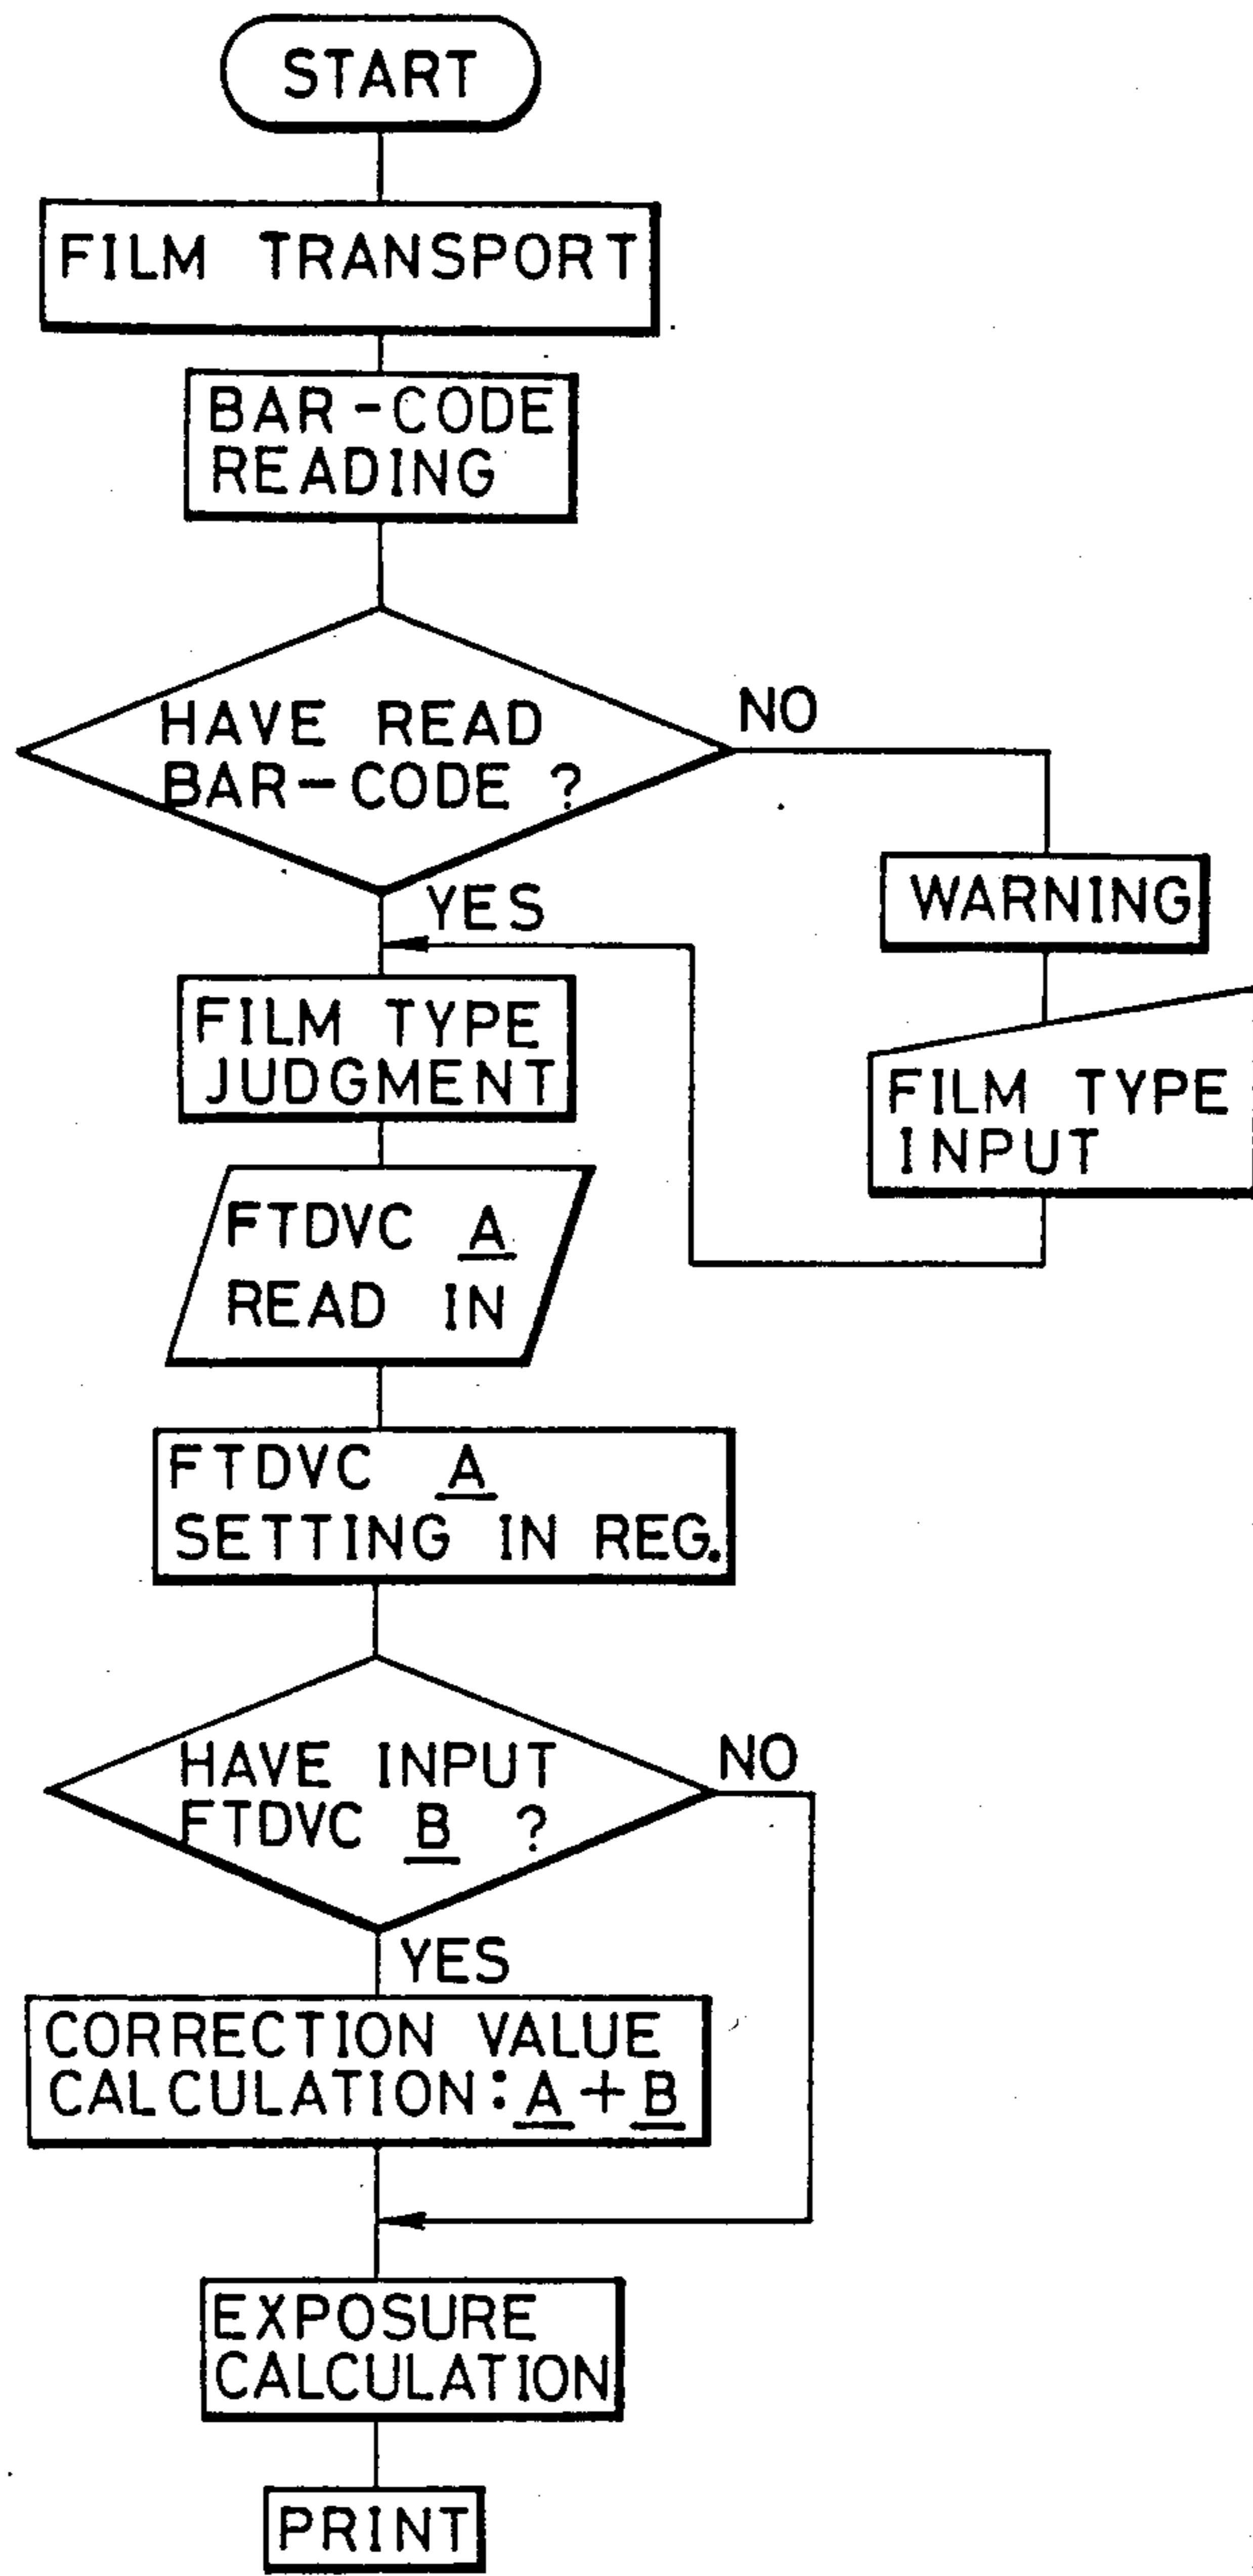 START
FILM TRANSPORT
BAR-CODE
READING
HAVE READ
BAR-CODE ?
NO
WARNING
FILM TYPE
INPUT
YES
FILM TYPE
JUDGMENT
FTDVC A
READ IN
FTDVC A
SETTING IN REG.
HAVE INPUT
FTDVC B ?
NO
YES
CORRECTION VALUE
CALCULATION: A + B
EXPOSURE
CALCULATION
PRINT